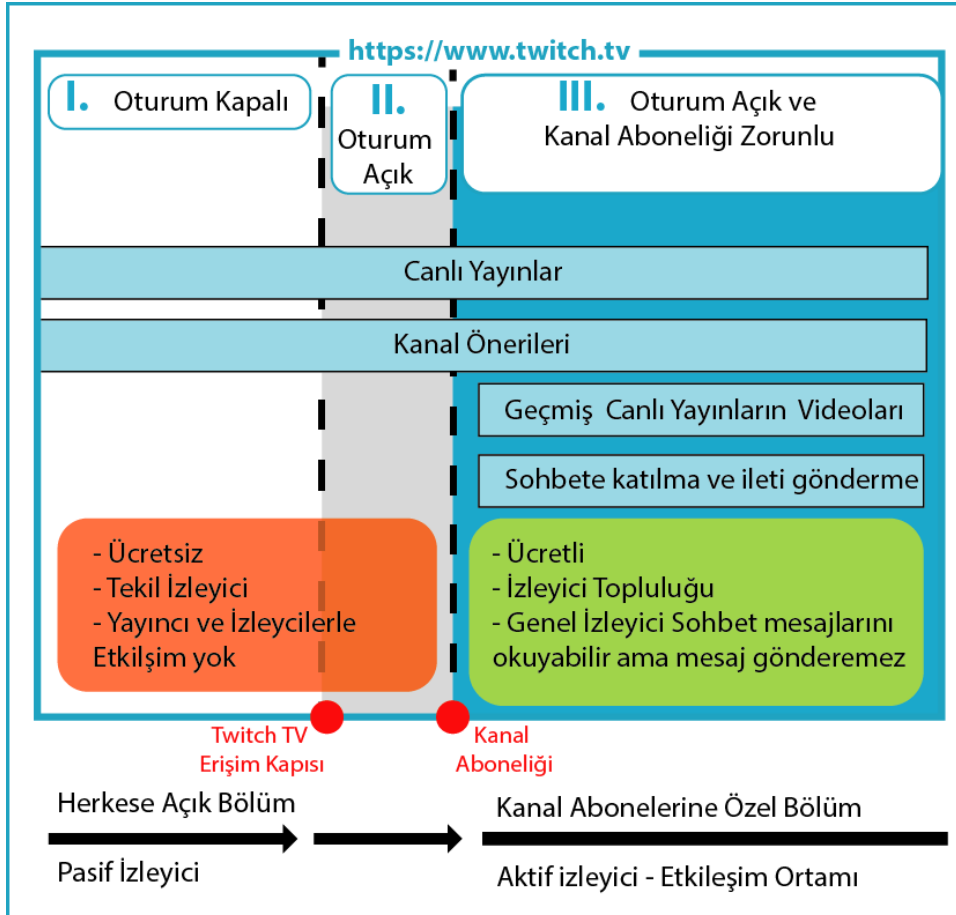 https://www.twitch.tv
I. Oturum Kapalı
II.
Oturum
Açık
III. Oturum Açık ve
Kanal Aboneliği Zorunlu
Canlı Yayınlar
Kanal Önerileri
Geçmiş Canlı Yayınların Videoları
Sohbete katılma ve ileti gönderme
- Ücretsiz
- Tekil İzleyici
- Yayıncı ve İzleycilerle
Etkilşim yok
- Ücretli
- İzleyici Topluluğu
- Genel İzleyici Sohbet mesajlarını
okuyabilir ama mesaj gönderemez
Twitch TV
Erişim Kapısı
Kanal
Aboneliği
Herkese Açık Bölüm
Pasif İzleyici
Kanal Abonelerine Özel Bölüm
Aktif izleyici - Etkileşim Ortamı